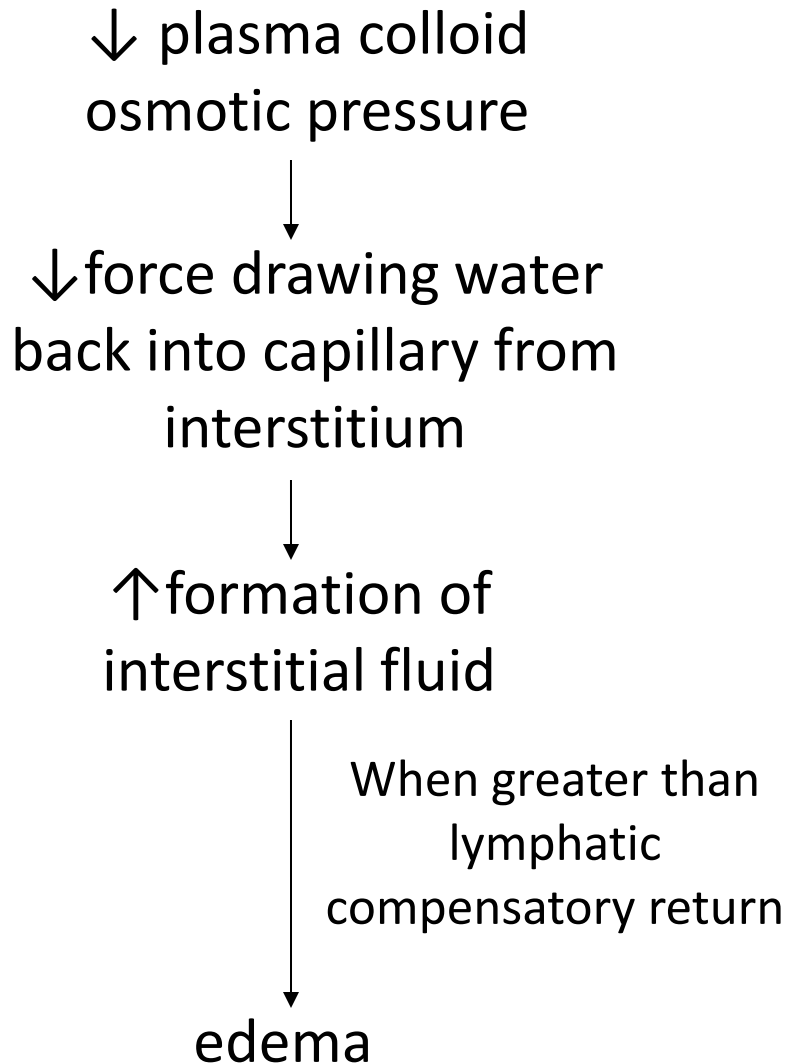 ↓ plasma colloid
osmotic pressure
↓force drawing water
back into capillary from
interstitium
↑formation of
interstitial fluid
When greater than
lymphatic
compensatory return
edema